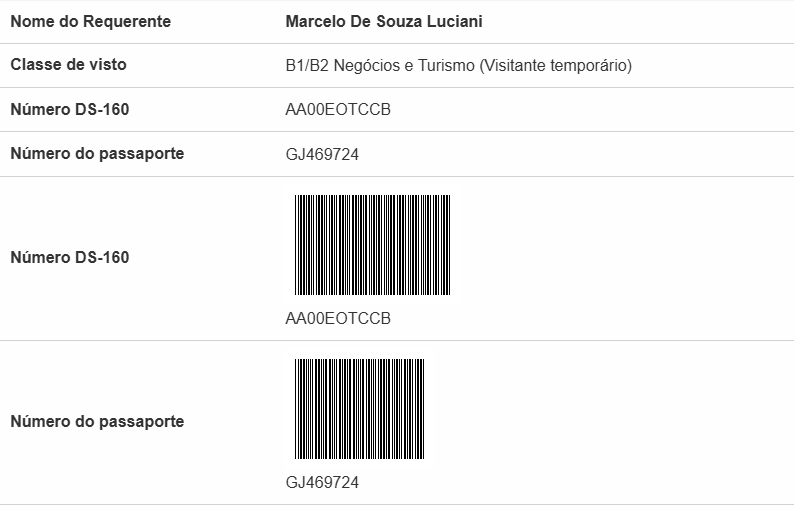 Nome do Requerente Marcelo De Souza Luciani
Classe de visto B1/B2 Negócios e Turismo (Visitante temporário)
Número DS-160 AA00EOTCCB
Número do passaporte GJ469724
Número DS-160
AA00EOTCCB
Número do passaporte
GJ469724